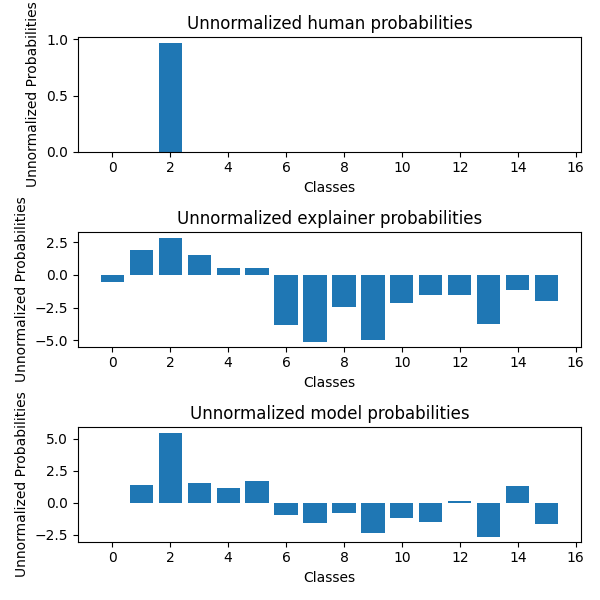 Unnormalized human probabilities
Unnormalized Probabilities
1.0
0.5
0.0
0 2 4 6 8 10 12 14 16
Classes
Unnormalized explainer probabilities
Unnormalized Probabilities
2.5
0.0
−2.5
−5.0
0 2 4 6 8 10 12 14 16
Classes
Unnormalized model probabilities
Unnormalized Probabilities
5.0
2.5
0.0
−2.5
0 2 4 6 8 10 12 14 16
Classes